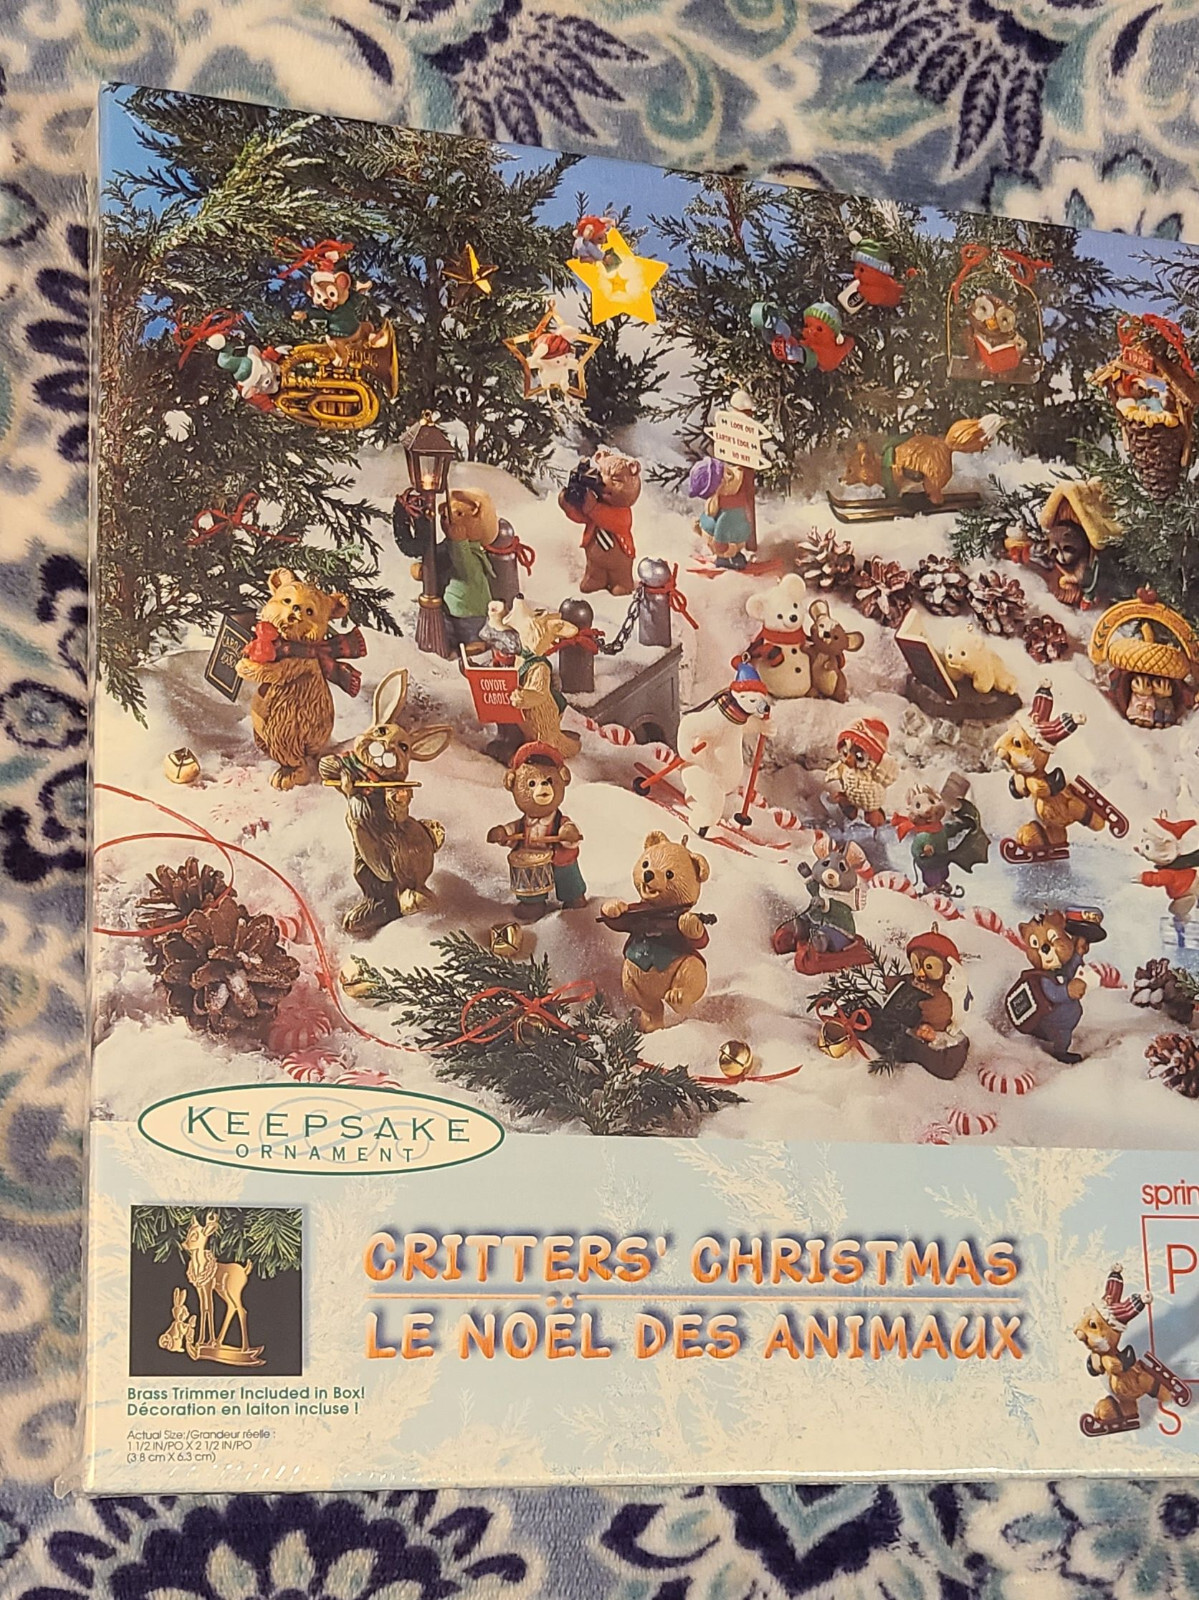 LOOK OUT
EARTH'S EDGE
NO WAY
COYOTE
CAROLS
KEEPSAKE
ORNAMENT
CRITTERS' CHRISTMAS
LE NOËL DES ANIMAUX
Brass Trimmer Included in Box!
Décoration en laiton incluse !
Actual Size:/Grandeur réelle :
1 1/2 IN/PO X 2 1/2 IN/PO
(3.8 cm X 6.3 cm)
sprin
P
S